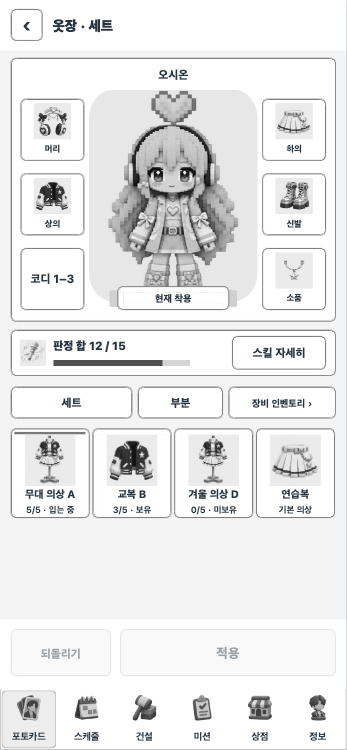 ‹ 옷장 · 세트
오시온
머리
하의
상의
신발
코디 1–3
현재 착용
소품
판정 합 12 / 15
스킬 자세히
세트
부분
장비 인벤토리 ›
무대 의상 A
교복 B
겨울 의상 D
연습복
5/5 · 입는 중
3/5 · 보유
0/5 · 미보유
기본 의상
되돌리기
적용
포토카드
스케줄
건설
미션
상점
정보